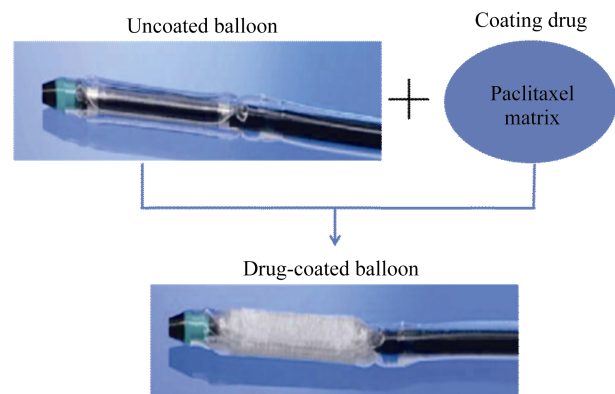 Uncoated balloon
Coating drug
Paclitaxel
matrix
Drug-coated balloon